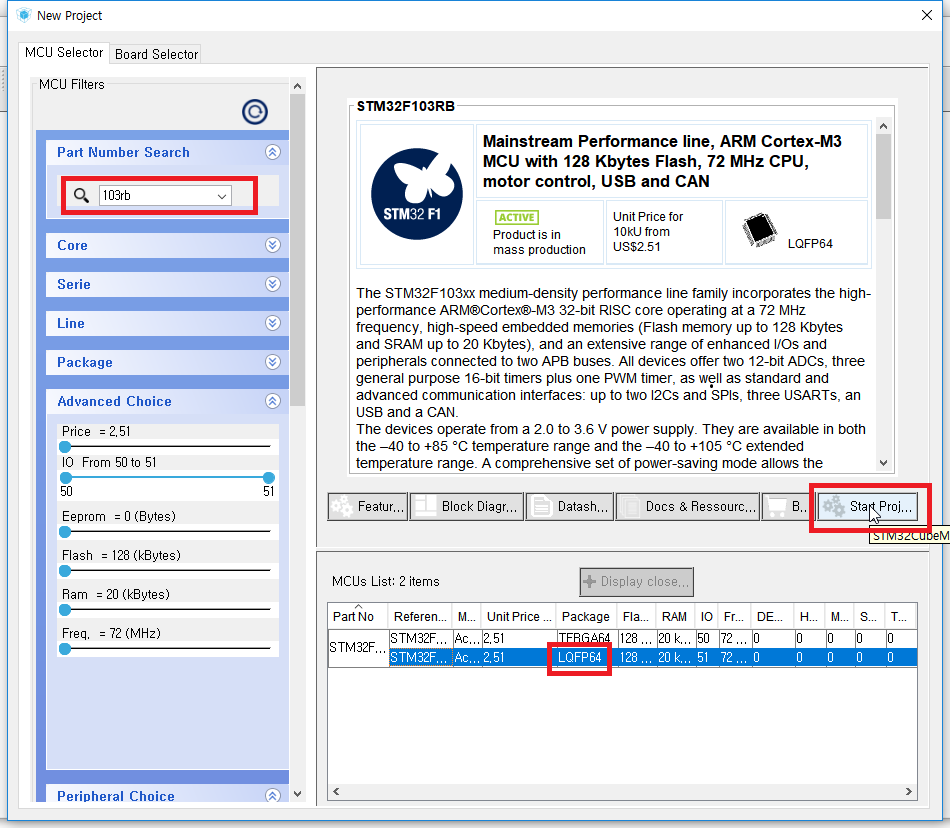 New Project
MCU Selector
Board Selector
MCU Filters
Part Number Search
103rb
Core
Serie
Line
Package
Advanced Choice
Price = 2,51
IO From 50 to 51
50 51
Eeprom = 0 (Bytes)
Flash = 128 (kBytes)
Ram = 20 (kBytes)
Freq. = 72 (MHz)
Peripheral Choice
STM32F103RB
STM32 F1
Mainstream Performance line, ARM Cortex-M3
MCU with 128 Kbytes Flash, 72 MHz CPU,
motor control, USB and CAN
ACTIVE
Product is in
mass production
Unit Price for
10kU from
US$2.51
LQFP64
The STM32F103xx medium-density performance line family incorporates the high-
performance ARM®Cortex®-M3 32-bit RISC core operating at a 72 MHz
frequency, high-speed embedded memories (Flash memory up to 128 Kbytes
and SRAM up to 20 Kbytes), and an extensive range of enhanced I/Os and
peripherals connected to two APB buses. All devices offer two 12-bit ADCs, three
general purpose 16-bit timers plus one PWM timer, as well as standard and
advanced communication interfaces: up to two I2Cs and SPIs, three USARTs, an
USB and a CAN.
The devices operate from a 2.0 to 3.6 V power supply. They are available in both
the –40 to +85 °C temperature range and the –40 to +105 °C extended
temperature range. A comprehensive set of power-saving mode allows the
Featur... Block Diagr... Datash... Docs & Ressourc... B.. Start Proj...
STM32CubeM
MCUs List: 2 items
Display close...
Part No Referen... M... Unit Price ... Package Fla... RAM IO Fr... DE... H... M... S... T...
STM32F...
STM32F... Ac... 2,51 TFBGA64 128 ... 20 k... 50 72 ... 0 0 0 0 0
STM32F... Ac... 2,51 LQFP64 128 ... 20 k... 51 72 ... 0 0 0 0 0